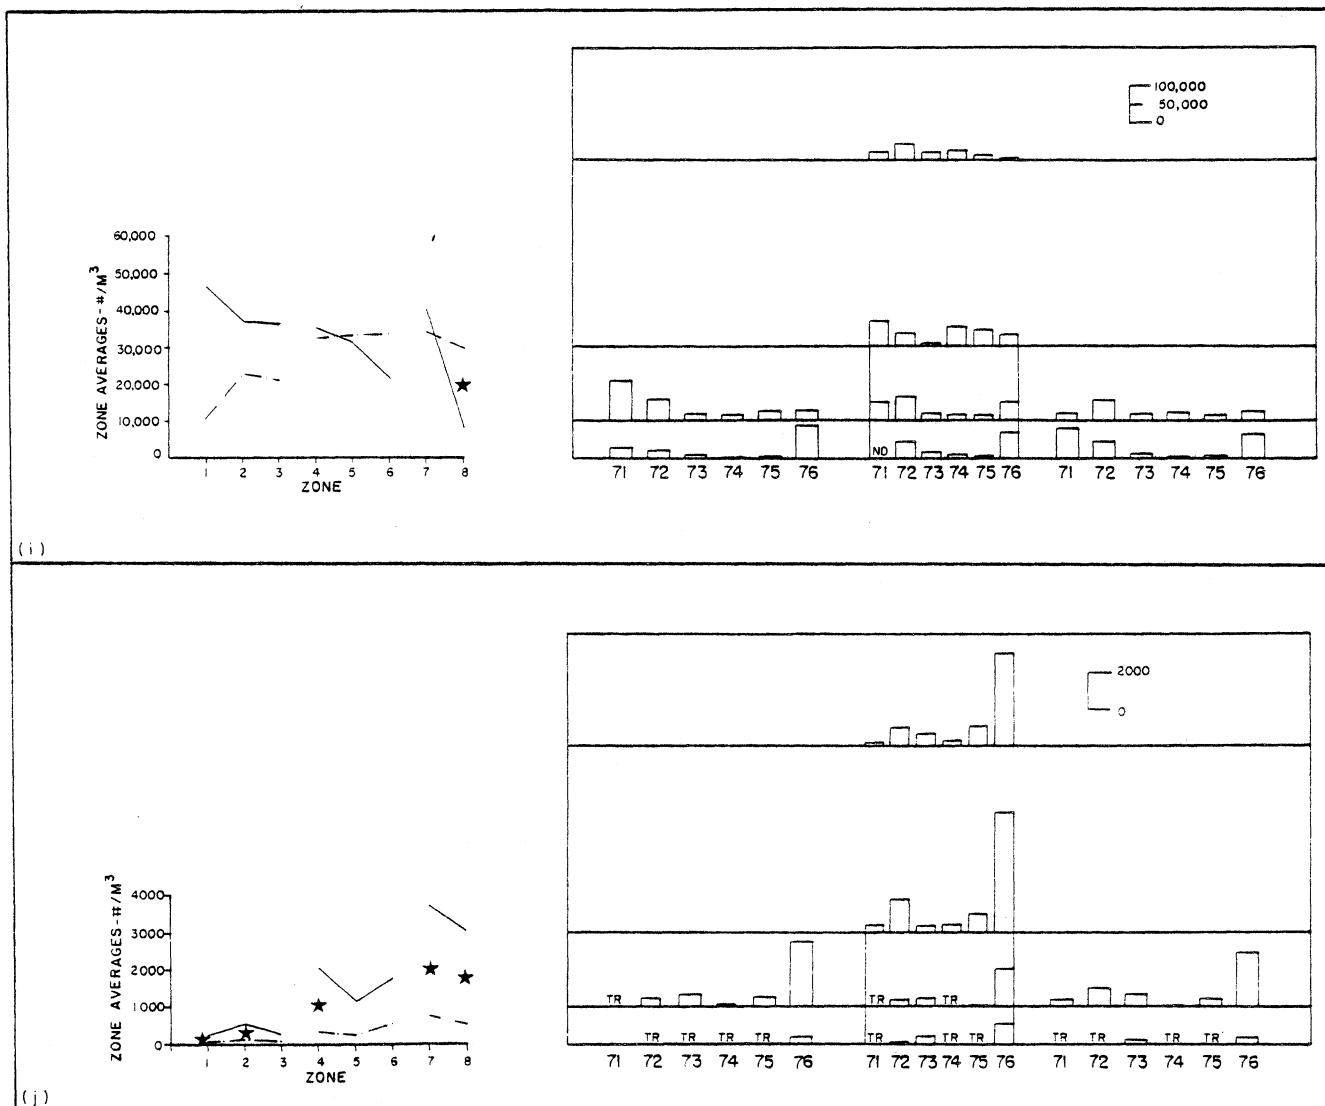 100,000
50,000
0
60,000
50,000
40,000
30,000
20,000
10,000
0
ZONE AVERAGES-#/M³
1 2 3 4 5 6 7 8
ZONE
ND
71 72 73 74 75 76 71 72 73 74 75 76 71 72 73 74 75 76
(i)
2000
0
4000
3000
2000
1000
0
ZONE AVERAGES-#/M³
1 2 3 4 5 6 7 8
ZONE
TR TR TR
TR TR TR TR TR TR TR TR TR TR TR
71 72 73 74 75 76 71 72 73 74 75 76 71 72 73 74 75 76
(j)